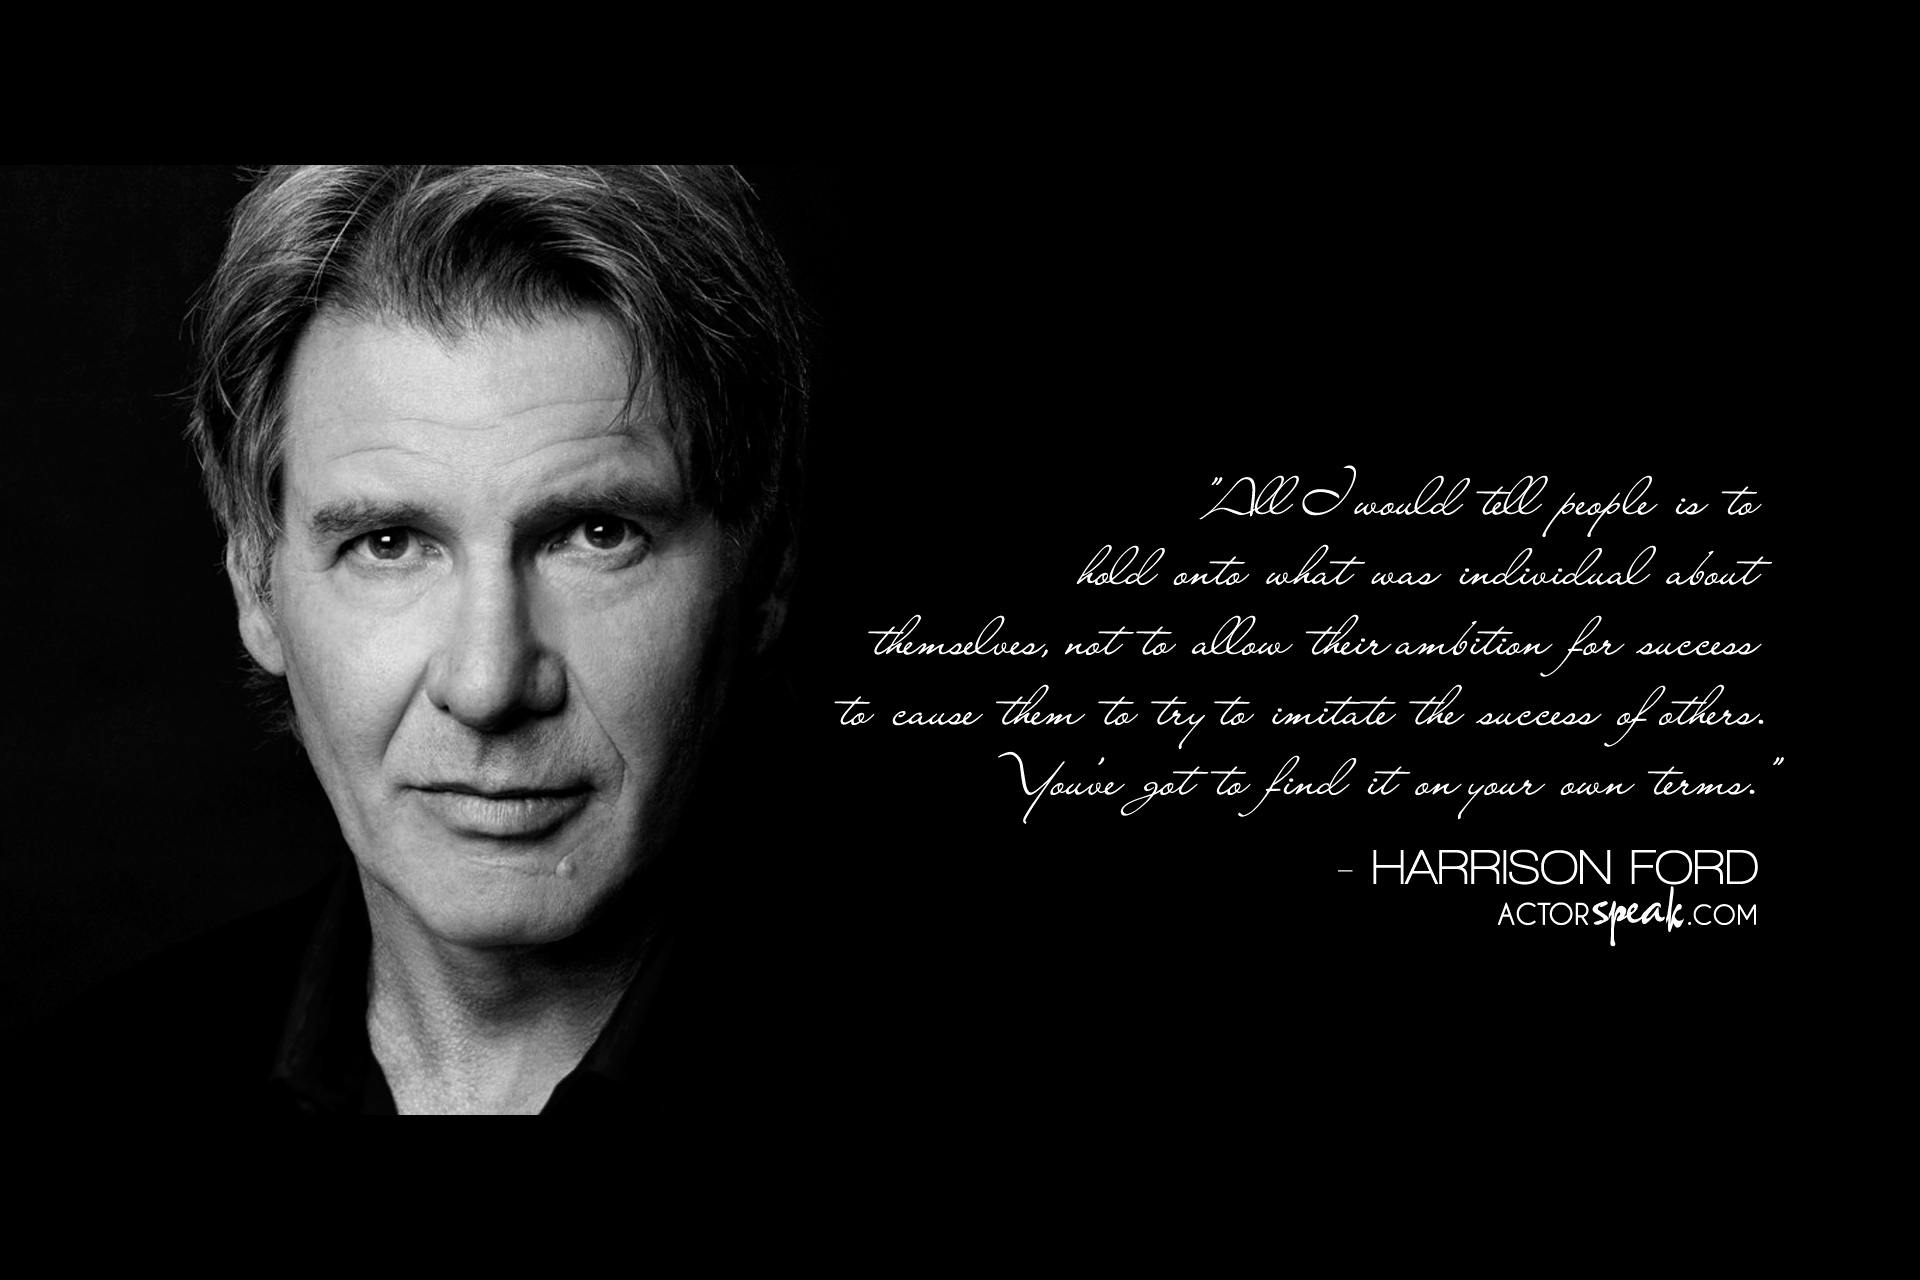 "All I would tell people is to
hold onto what was individual about
themselves, not to allow their ambition for success
to cause them to try to imitate the success of others.
You've got to find it on your own terms."
- HARRISON FORD
ACTORspeak.COM